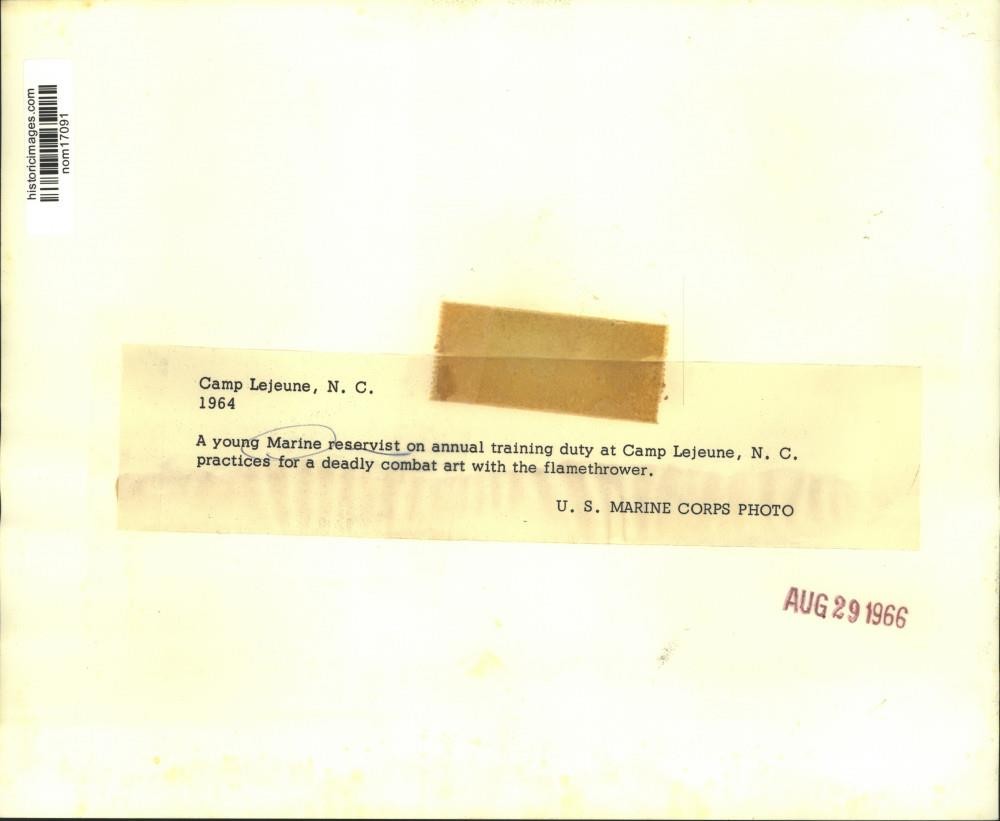 historicimages.com
nom17091
Camp Lejeune, N. C.
1964
A young Marine reservist on annual training duty at Camp Lejeune, N. C.
practices for a deadly combat art with the flamethrower.
U. S. MARINE CORPS PHOTO
AUG 29 1966